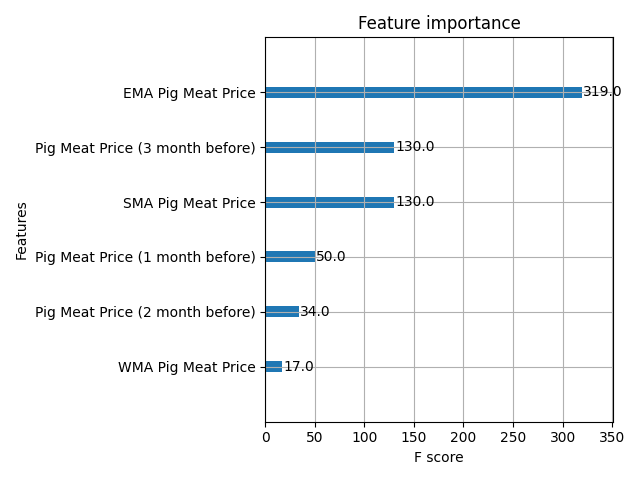 Feature importance
Features
EMA Pig Meat Price
319.0
Pig Meat Price (3 month before)
130.0
SMA Pig Meat Price
130.0
Pig Meat Price (1 month before)
50.0
Pig Meat Price (2 month before)
34.0
WMA Pig Meat Price
17.0
0 50 100 150 200 250 300 350
F score